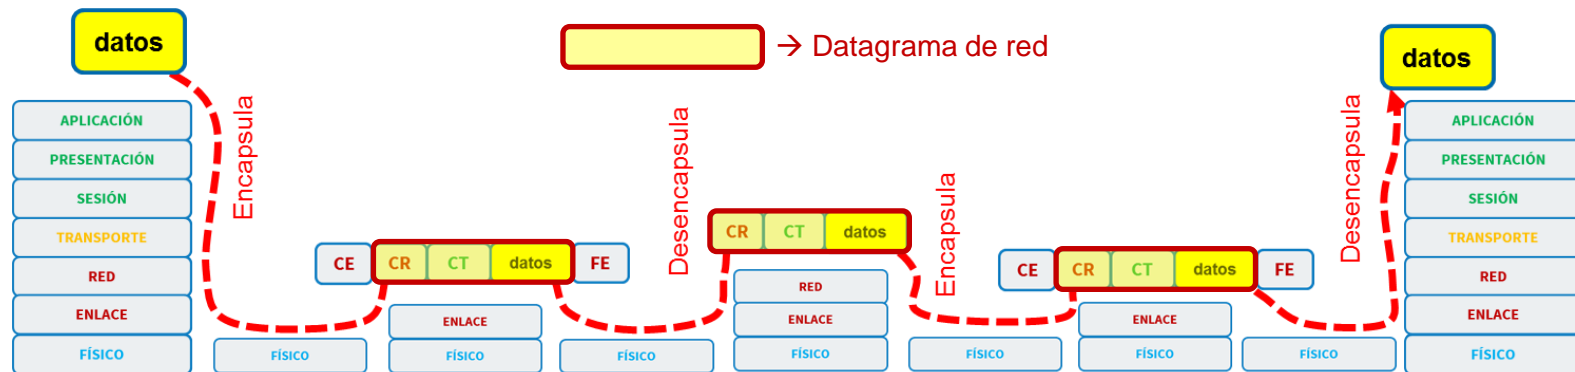 datos
→ Datagrama de red
datos
APLICACIÓN
PRESENTACIÓN
SESIÓN
TRANSPORTE
RED
ENLACE
FÍSICO
Encapsula
FÍSICO
CE CR CT datos FE
ENLACE
FÍSICO
FÍSICO
Desencapsula
CR CT datos
RED
ENLACE
FÍSICO
Encapsula
FÍSICO
CE CR CT datos FE
ENLACE
FÍSICO
FÍSICO
Desencapsula
APLICACIÓN
PRESENTACIÓN
SESIÓN
TRANSPORTE
RED
ENLACE
FÍSICO